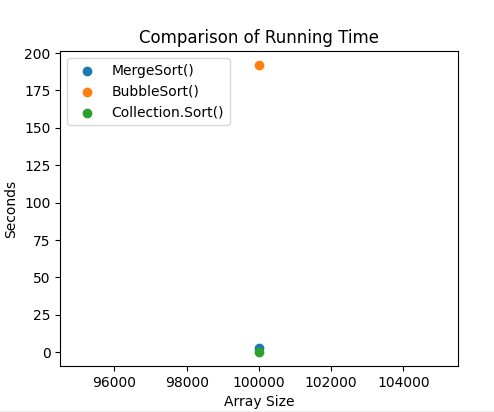 Comparison of Running Time
200
175
150
125
100
75
50
25
0
Seconds
MergeSort()
BubbleSort()
Collection.Sort()
96000 98000 100000 102000 104000
Array Size